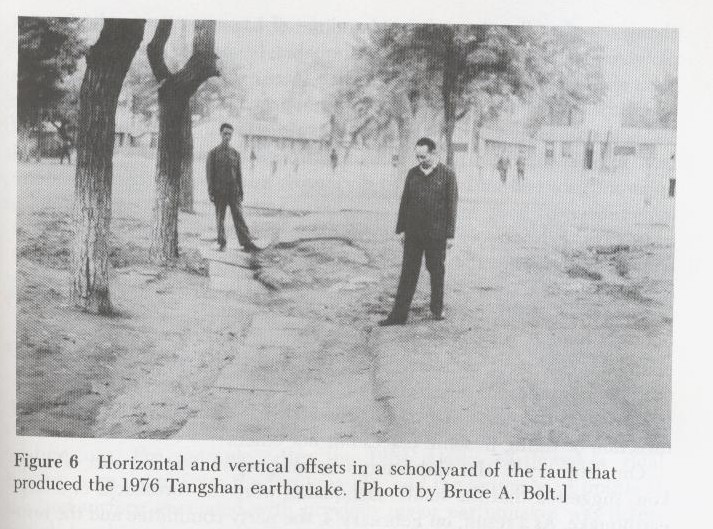 Figure 6 Horizontal and vertical offsets in a schoolyard of the fault that
produced the 1976 Tangshan earthquake. [Photo by Bruce A. Bolt.]